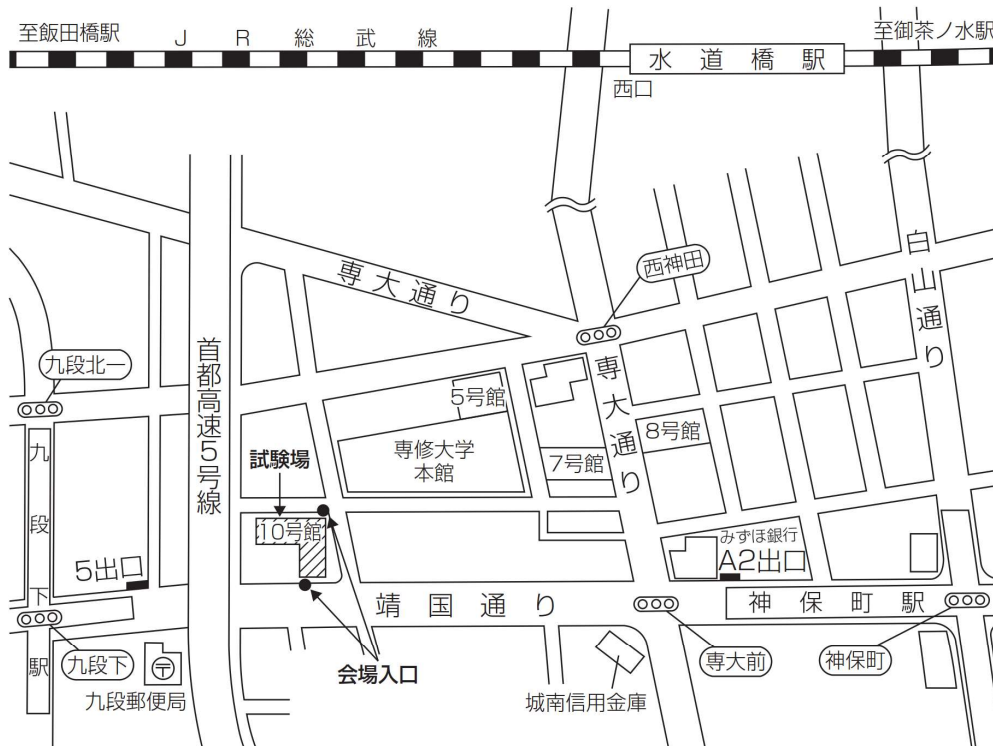 至飯田橋駅
JR総武線
水道橋駅
至御茶ノ水駅
西口
白山通り
西神田
専大通り
首都高速5号線
九段北一
専大通り
5号館
8号館
専修大学
本館
7号館
試験場
10号館
九段下駅
みずほ銀行
A2出口
5出口
靖国通り
神保町駅
九段下
会場入口
専大前
神保町
九段郵便局
城南信用金庫